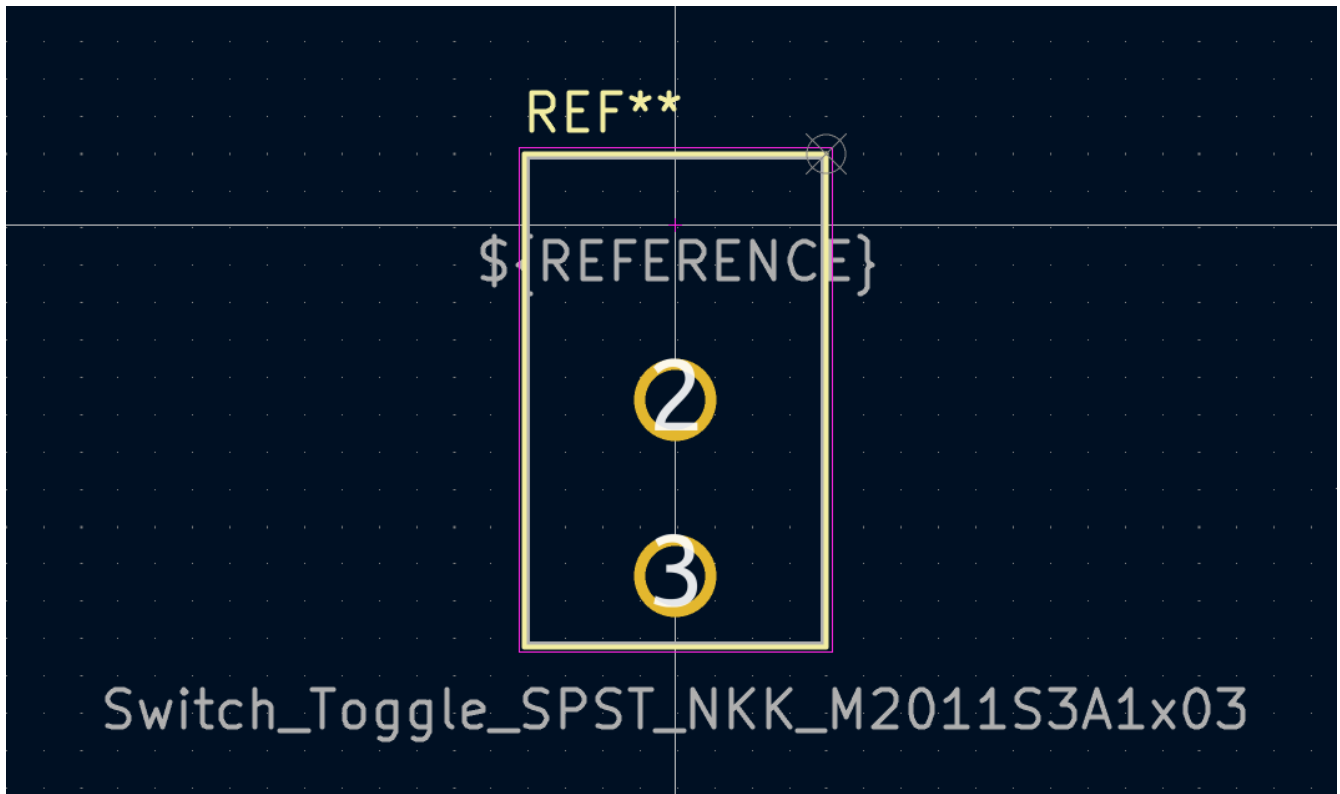 REF**
${REFERENCE}
2
3
Switch_Toggle_SPST_NKK_M2011S3A1x03